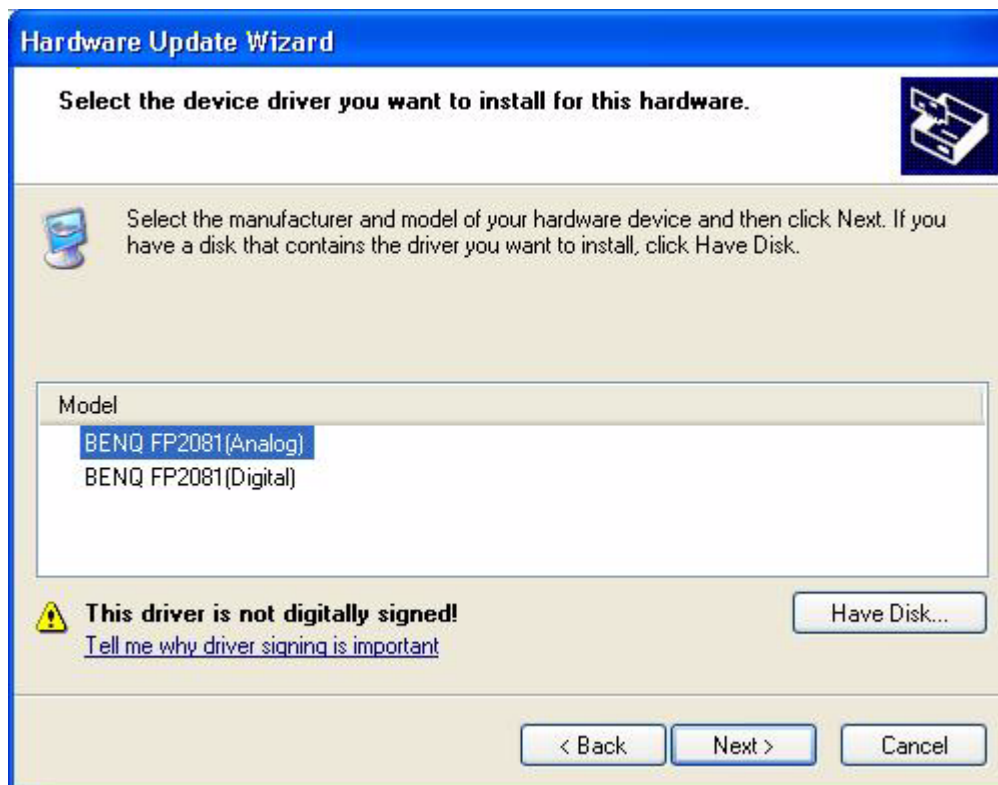 Hardware Update Wizard
Select the device driver you want to install for this hardware.
Select the manufacturer and model of your hardware device and then click Next. If you
have a disk that contains the driver you want to install, click Have Disk.
Model
BENQ FP2081(Analog)
BENQ FP2081(Digital)
This driver is not digitally signed!
Have Disk...
Tell me why driver signing is important
< Back
Next >
Cancel